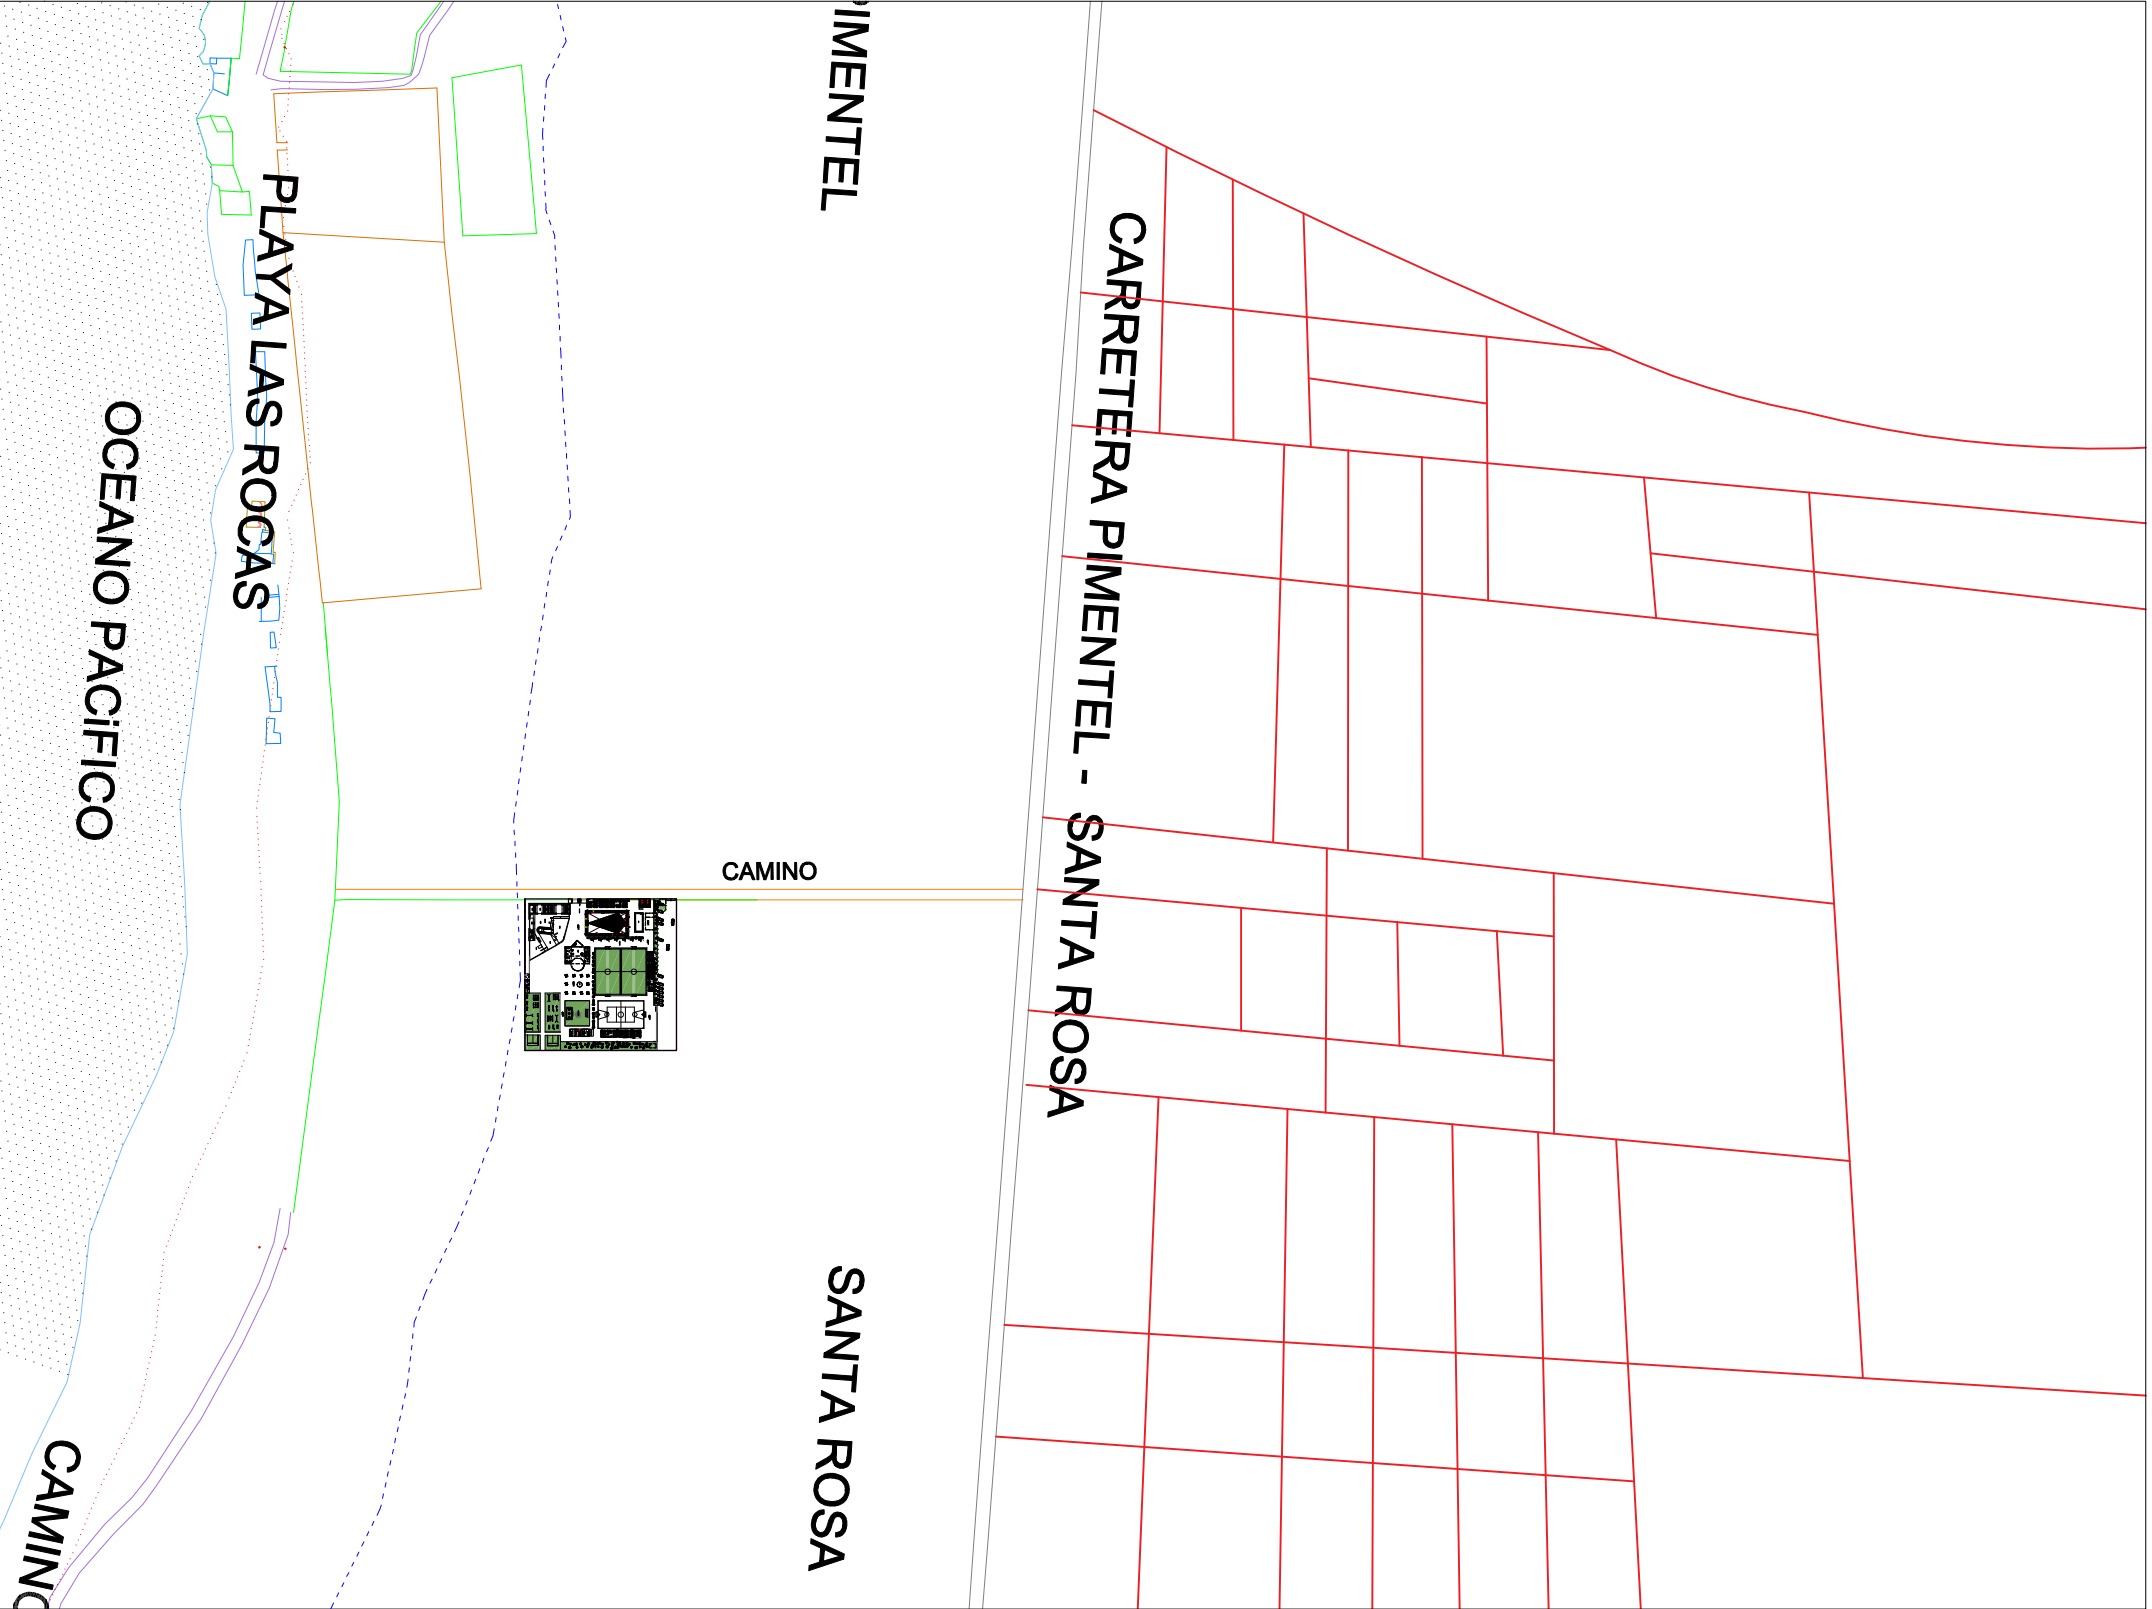 PIMENTEL
PLAYA LAS ROCAS
OCEANO PACiFICO
CARRETERA PIMENTEL - SANTA ROSA
CAMINO
SANTA ROSA
CAMINO